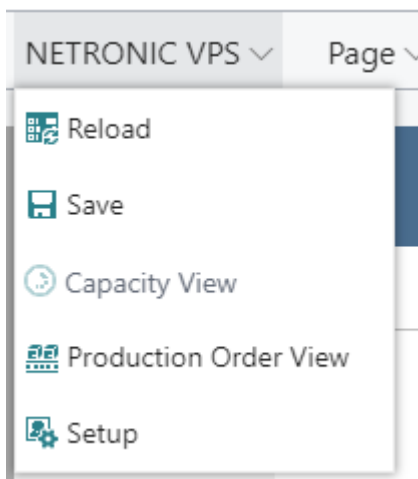 NETRONIC VPS Page
Reload
Save
Capacity View
Production Order View
Setup